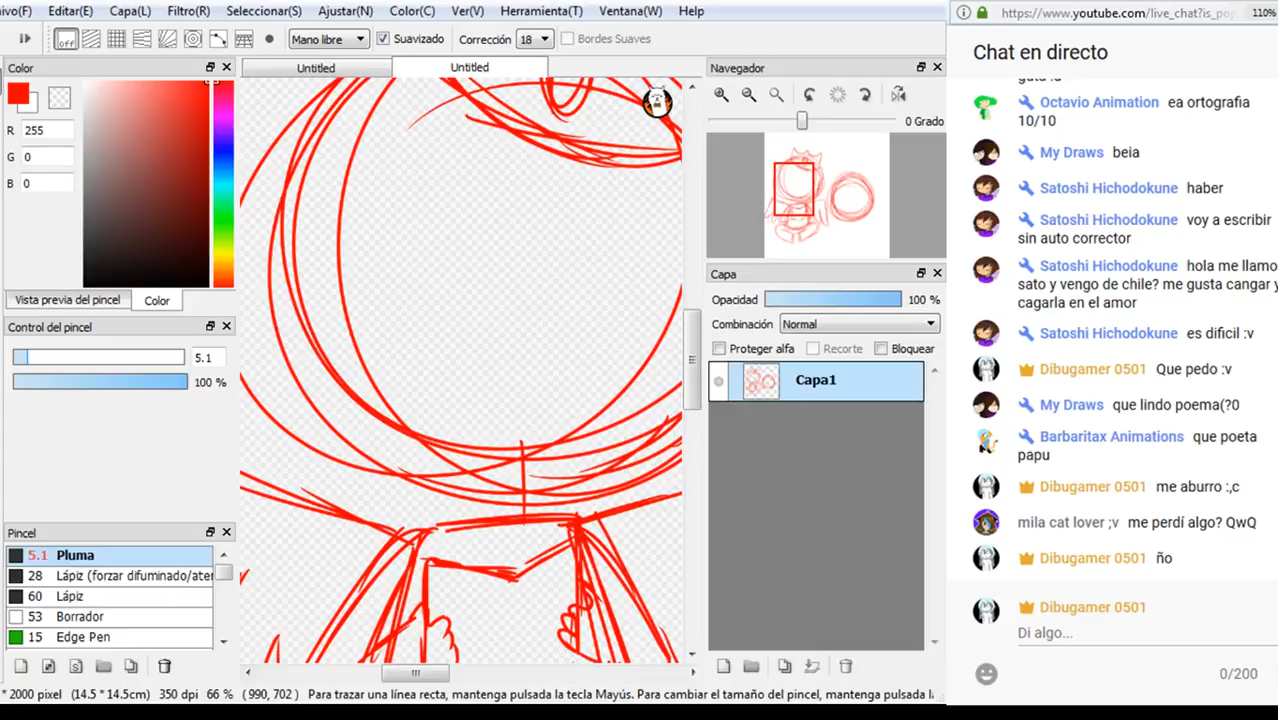 ivo(F) Editar(E) Capa(L) Filtro(R) Seleccionar(S) Ajustar(N) Color(C) Ver(V) Herramienta(T) Ventana(W) Help
off Mano libre Suavizado Corrección 18 Bordes Suaves
Color
R 255
G 0
B 0
Vista previa del pincel Color
Control del pincel
5.1
100 %
Pincel
5.1 Pluma
28 Lápiz (forzar difuminado/ater
60 Lápiz
53 Borrador
15 Edge Pen
Untitled Untitled
Navegador
0 Grado
Capa
Opacidad 100 %
Combinación Normal
Proteger alfa Recorte Bloquear
Capa1
* 2000 pixel (14.5 * 14.5cm) 350 dpi 66 % (990, 702) Para trazar una línea recta, mantenga pulsada la tecla Mayús. Para cambiar el tamaño del pincel, mantenga pulsada la
https://www.youtube.com/live_chat?is_pop 110%
Chat en directo
Octavio Animation ea ortografia
10/10
My Draws beia
Satoshi Hichodokune haber
Satoshi Hichodokune voy a escribir
sin auto corrector
Satoshi Hichodokune hola me llamo
sato y vengo de chile? me gusta cangar y
cagarla en el amor
Satoshi Hichodokune es dificil :v
Dibugamer 0501 Que pedo :v
My Draws que lindo poema(?0
Barbaritax Animations que poeta
papu
Dibugamer 0501 me aburro :,c
mila cat lover ;v me perdí algo? QwQ
Dibugamer 0501 ño
Dibugamer 0501
Di algo...
0/200